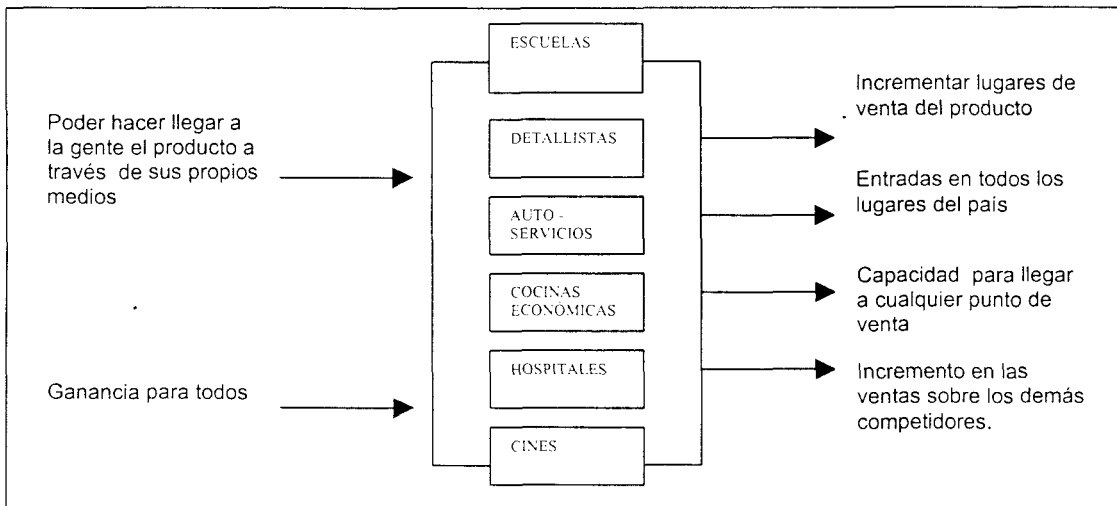 Poder hacer llegar a
la gente el producto a
través de sus propios
medios
Ganancia para todos
ESCUELAS
DETALLISTAS
AUTO -
SERVICIOS
COCINAS
ECONÓMICAS
HOSPITALES
CINES
Incrementar lugares de
venta del producto
Entradas en todos los
lugares del país
Capacidad para llegar
a cualquier punto de
venta
Incremento en las
ventas sobre los demás
competidores.